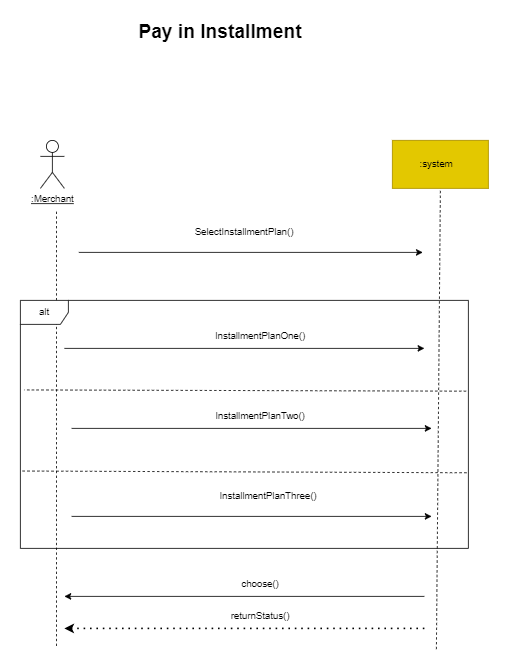 Pay in Installment
:system
:Merchant
SelectInstallmentPlan()
alt
InstallmentPlanOne()
InstallmentPlanTwo()
InstallmentPlanThree()
choose()
returnStatus()